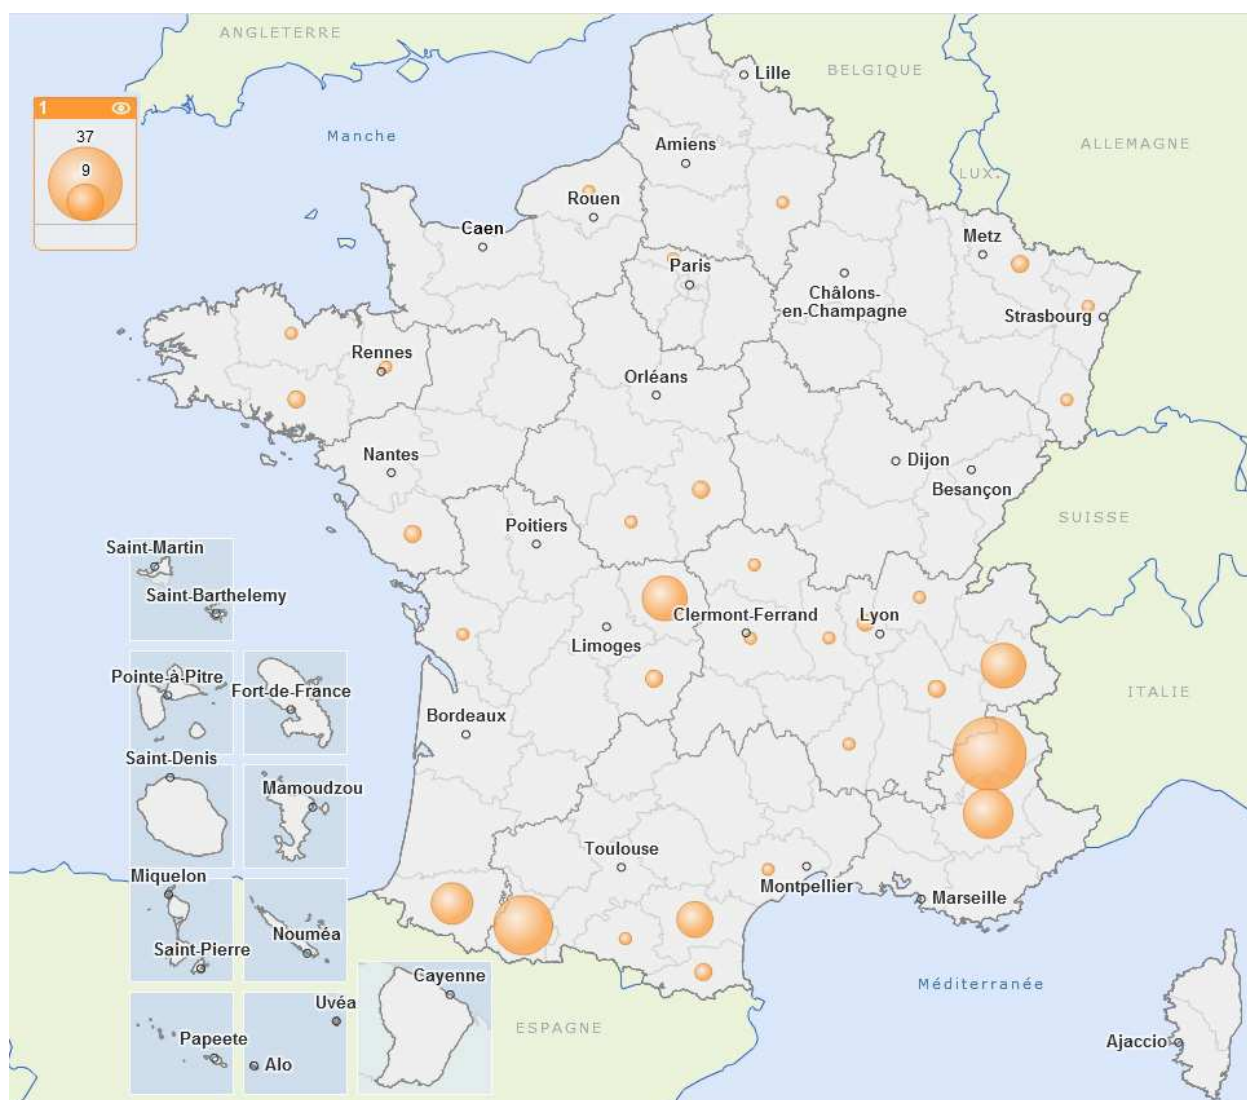 ANGLETERRE
Lille
BELGIQUE
1
37
9
Manche
Amiens
ALLEMAGNE
LUX.
Rouen
Caen
Metz
Paris
Châlons-
en-Champagne
Strasbourg
Rennes
Orléans
Nantes
Dijon
Besançon
SUISSE
Poitiers
Saint-Martin
Saint-Barthelemy
Clermont-Ferrand
Lyon
Limoges
Pointe-à-Pitre
Fort-de-France
ITALIE
Bordeaux
Saint-Denis
Mamoudzou
Toulouse
Montpellier
Marseille
Miquelon
Nouméa
Saint-Pierre
Cayenne
Méditerranée
Uvéa
ESPAGNE
Papeete
Alo
Ajaccio